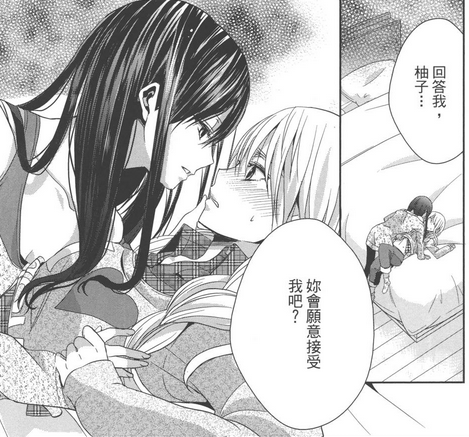 回答我，
柚子…
妳會願意接受
我吧？